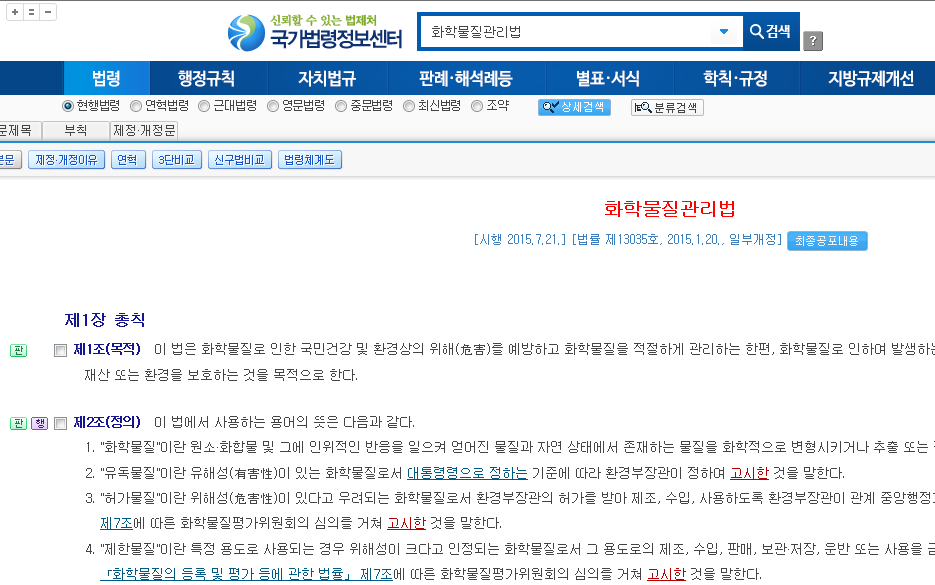 + = −
신뢰할 수 있는 법제처
국가법령정보센터
화학물질관리법
검색
?
법령 행정규칙 자치법규 판례·해석례등 별표·서식 학칙·규정 지방규제개선
현행법령 연혁법령 근대법령 영문법령 중문법령 최신법령 조약 상세검색 분류검색
문제목 부칙 제정·개정문
본문 제정·개정이유 연혁 3단비교 신구법비교 법령체계도
화학물질관리법
[시행 2015.7.21.] [법률 제13035호, 2015.1.20., 일부개정] 최종공포내용
제1장 총칙
판 제1조(목적) 이 법은 화학물질로 인한 국민건강 및 환경상의 위해(危害)를 예방하고 화학물질을 적절하게 관리하는 한편, 화학물질로 인하여 발생하는
재산 또는 환경을 보호하는 것을 목적으로 한다.
판 행 제2조(정의) 이 법에서 사용하는 용어의 뜻은 다음과 같다.
1. "화학물질"이란 원소·화합물 및 그에 인위적인 반응을 일으켜 얻어진 물질과 자연 상태에서 존재하는 물질을 화학적으로 변형시키거나 추출 또는
2. "유독물질"이란 유해성(有害性)이 있는 화학물질로서 대통령령으로 정하는 기준에 따라 환경부장관이 정하여 고시한 것을 말한다.
3. "허가물질"이란 위해성(危害性)이 있다고 우려되는 화학물질로서 환경부장관의 허가를 받아 제조, 수입, 사용하도록 환경부장관이 관계 중앙행정
제7조에 따른 화학물질평가위원회의 심의를 거쳐 고시한 것을 말한다.
4. "제한물질"이란 특정 용도로 사용되는 경우 위해성이 크다고 인정되는 화학물질로서 그 용도로의 제조, 수입, 판매, 보관·저장, 운반 또는 사용을 금
「화학물질의 등록 및 평가 등에 관한 법률」 제7조에 따른 화학물질평가위원회의 심의를 거쳐 고시한 것을 말한다.